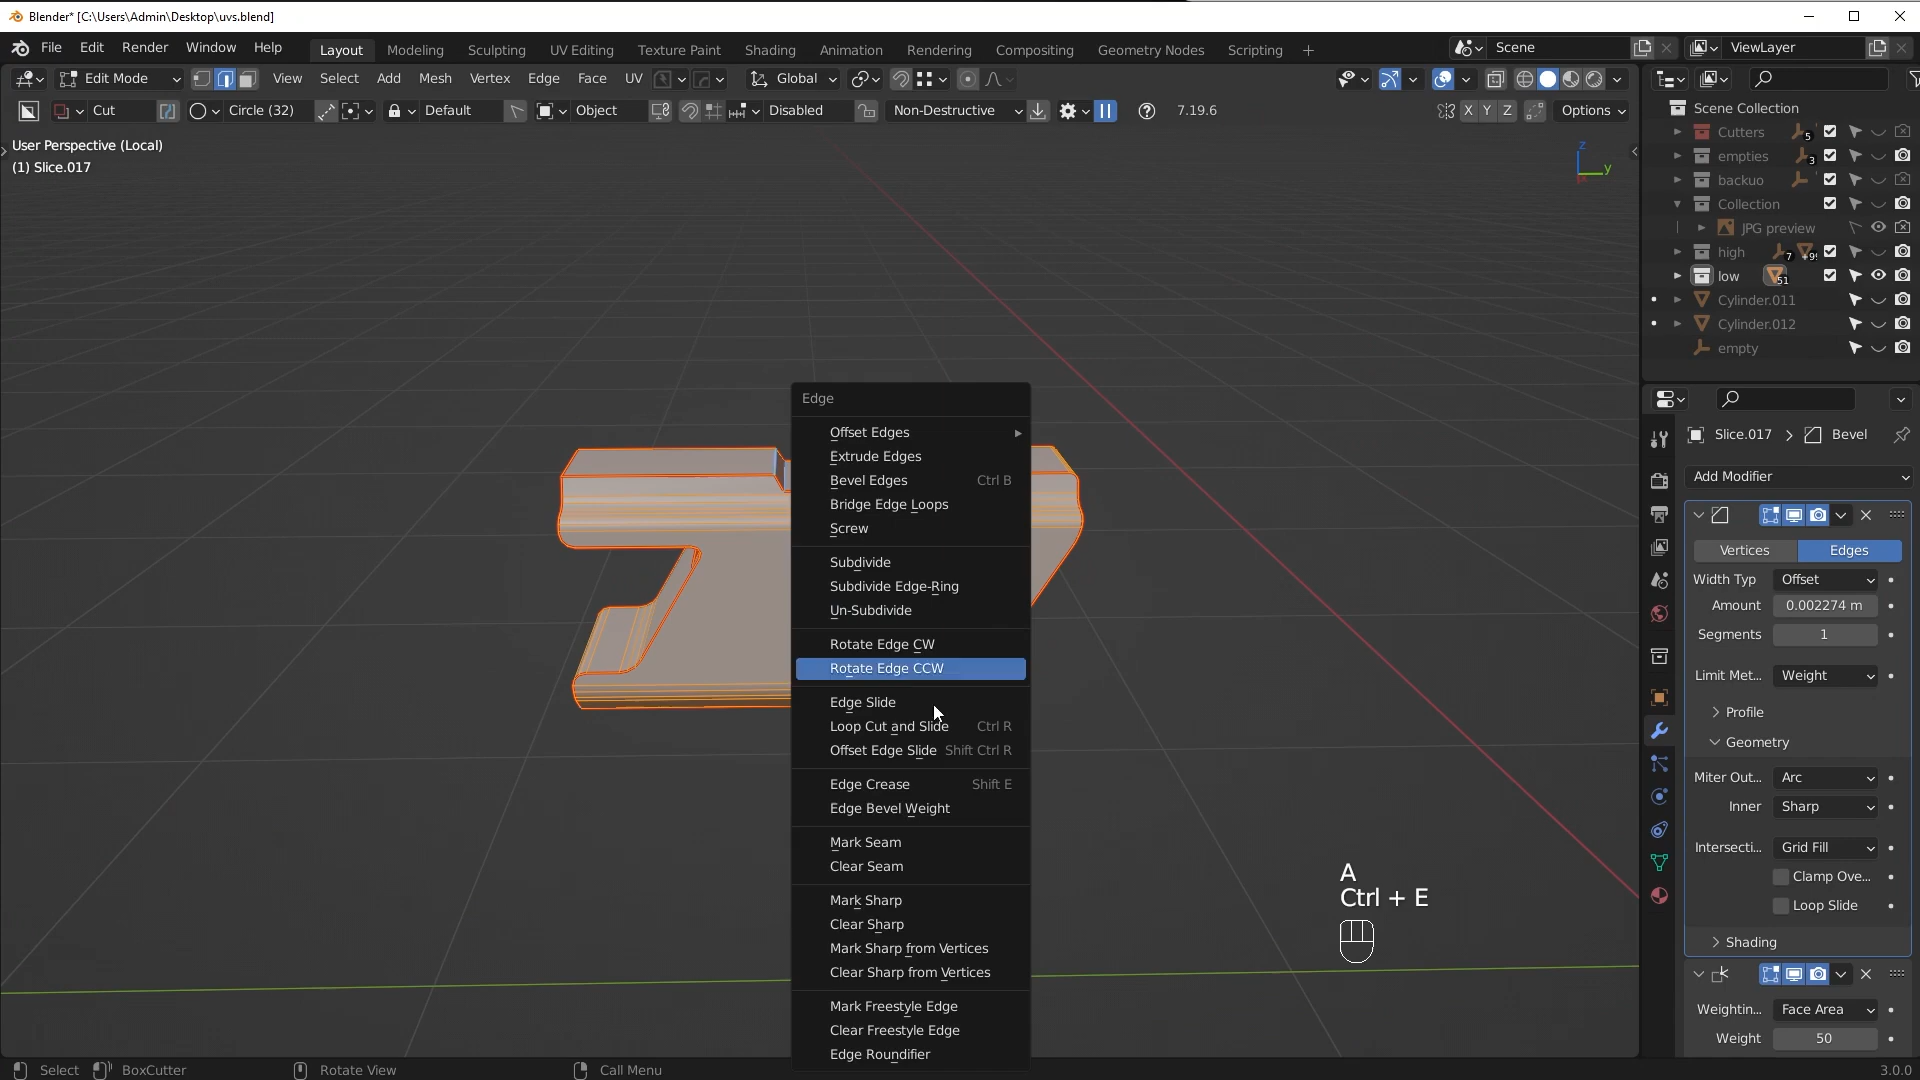 Blender* [C:\Users\Admin\Desktop\uvs.blend]
File Edit Render Window Help Layout Modeling Sculpting UV Editing Texture Paint Shading Animation Rendering Compositing Geometry Nodes Scripting + Scene ViewLayer
Edit Mode View Select Add Mesh Vertex Edge Face UV Global
Cut Circle (32) Default Object Disabled Non-Destructive 7.19.6 X Y Z Options
User Perspective (Local)
(1) Slice.017
z
y
Scene Collection
Cutters 5
empties 3
backuo
Collection
JPG preview
high 7
low 51
Cylinder.011
Cylinder.012
empty
Slice.017 > Bevel
Add Modifier
Vertices Edges
Width Typ Offset
Amount 0.002274 m
Segments 1
Limit Met... Weight
Profile
Geometry
Miter Out... Arc
Inner Sharp
Intersecti... Grid Fill
Clamp Ove...
Loop Slide
Shading
Weightin... Face Area
Weight 50
Edge
Offset Edges
Extrude Edges
Bevel Edges Ctrl B
Bridge Edge Loops
Screw
Subdivide
Subdivide Edge-Ring
Un-Subdivide
Rotate Edge CW
Rotate Edge CCW
Edge Slide
Loop Cut and Slide Ctrl R
Offset Edge Slide Shift Ctrl R
Edge Crease Shift E
Edge Bevel Weight
Mark Seam
Clear Seam
Mark Sharp
Clear Sharp
Mark Sharp from Vertices
Clear Sharp from Vertices
Mark Freestyle Edge
Clear Freestyle Edge
Edge Roundifier
A
Ctrl + E
Select BoxCutter Rotate View Call Menu 3.0.0